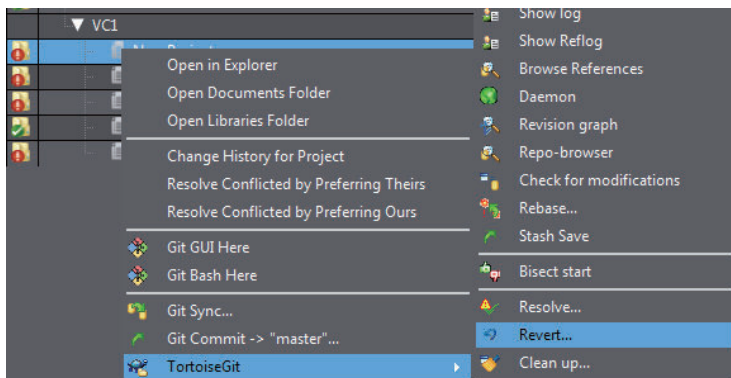 VC1
Open in Explorer
Open Documents Folder
Open Libraries Folder
Change History for Project
Resolve Conflicted by Preferring Theirs
Resolve Conflicted by Preferring Ours
Git GUI Here
Git Bash Here
Git Sync...
Git Commit -> "master"...
TortoiseGit
Show log
Show Reflog
Browse References
Daemon
Revision graph
Repo-browser
Check for modifications
Rebase...
Stash Save
Bisect start
Resolve...
Revert...
Clean up...